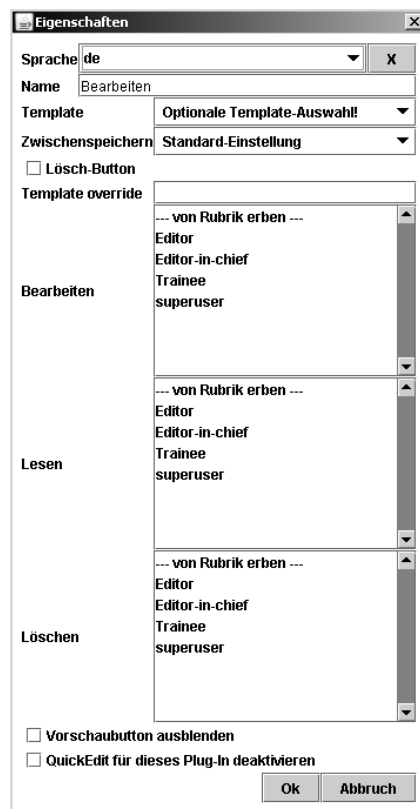 Eigenschaften
Sprache de X
Name Bearbeiten
Template Optionale Template-Auswahl!
Zwischenspeichern Standard-Einstellung
Lösch-Button
Template override
--- von Rubrik erben ---
Editor
Editor-in-chief
Trainee
superuser
Bearbeiten
--- von Rubrik erben ---
Editor
Editor-in-chief
Trainee
superuser
Lesen
--- von Rubrik erben ---
Editor
Editor-in-chief
Trainee
superuser
Löschen
Vorschaubutton ausblenden
QuickEdit für dieses Plug-In deaktivieren
Ok Abbruch